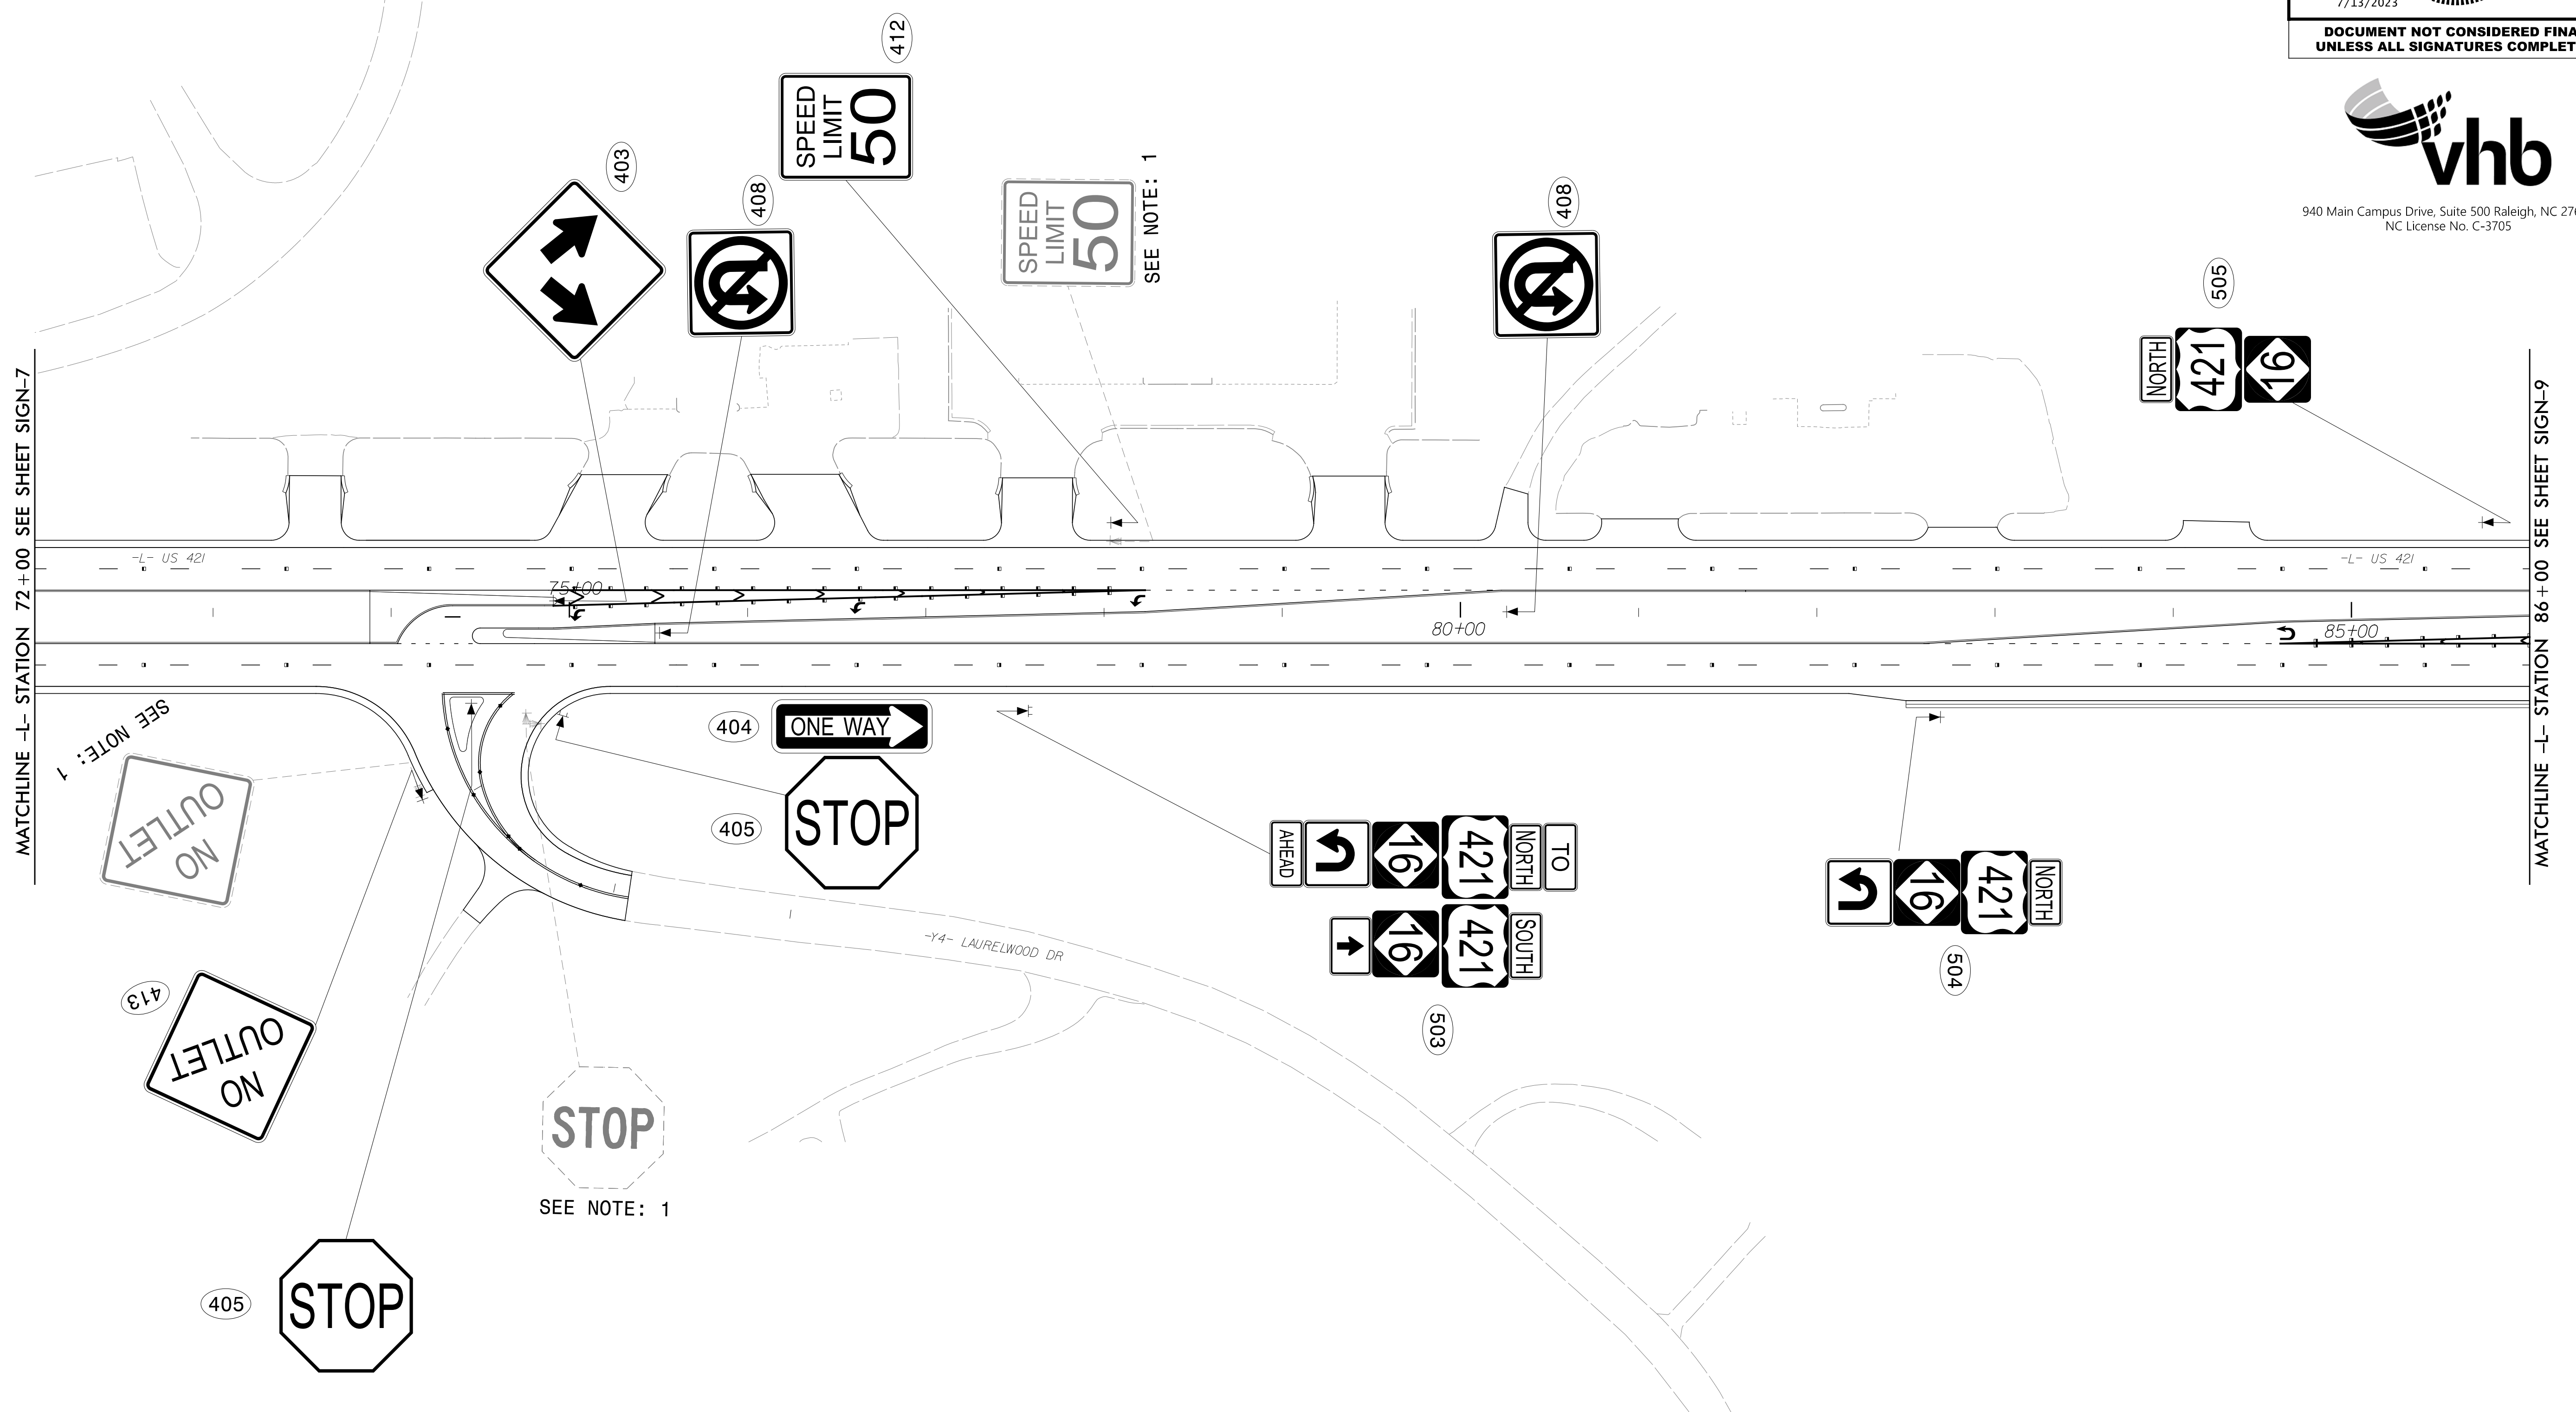 7/13/2023
DOCUMENT NOT CONSIDERED FINA
UNLESS ALL SIGNATURES COMPLET
vhb
940 Main Campus Drive, Suite 500 Raleigh, NC
NC License No. C-3705
412
SPEED
LIMIT
50
403
408
SPEED
LIMIT
50
SEE NOTE: 1
408
505
NORTH
421
16
MATCHLINE -L- STATION 72+00 SEE SHEET SIGN-7
MATCHLINE -L- STATION 86+00 SEE SHEET SIGN-9
-L- US 421
-L- US 421
75+00
80+00
85+00
SEE NOTE: 1
NO
OUTLET
404
ONE WAY
405
STOP
TO
NORTH
421
16
AHEAD
SOUTH
421
16
503
NORTH
421
16
504
-Y4- LAURELWOOD DR
413
NO
OUTLET
STOP
SEE NOTE: 1
405
STOP